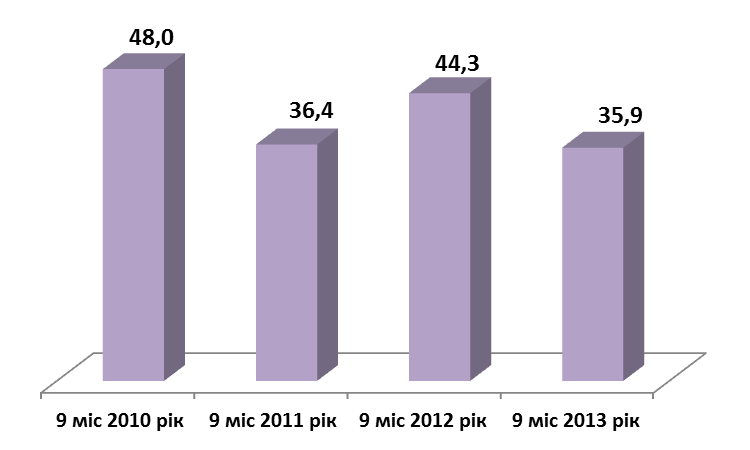 48,0
36,4
44,3
35,9
9 міс 2010 рік
9 міс 2011 рік
9 міс 2012 рік
9 міс 2013 рік